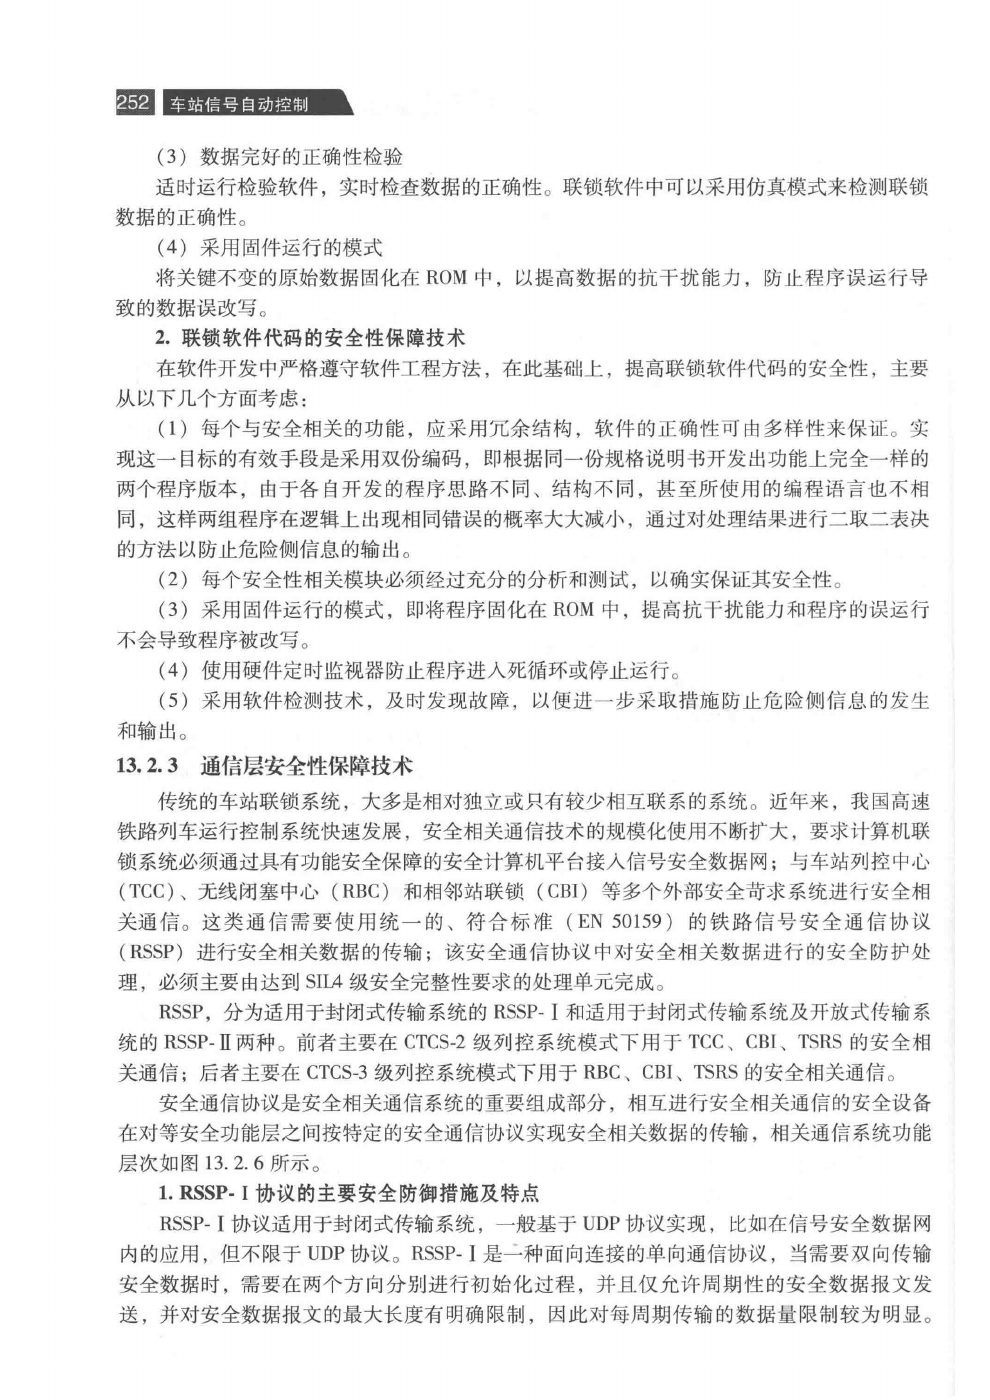 252 车站信号自动控制
(3) 数据完好的正确性检验
适时运行检验软件，实时检查数据的正确性。联锁软件中可以采用仿真模式来检测联锁
数据的正确性。
(4) 采用固件运行的模式
将关键不变的原始数据固化在 ROM 中，以提高数据的抗干扰能力，防止程序误运行导
致的数据误改写。
2. 联锁软件代码的安全性保障技术
在软件开发中严格遵守软件工程方法，在此基础上，提高联锁软件代码的安全性，主要
从以下几个方面考虑：
(1) 每个与安全相关的功能，应采用冗余结构，软件的正确性可由多样性来保证。实
现这一目标的有效手段是采用双份编码，即根据同一份规格说明书开发出功能上完全一样的
两个程序版本，由于各自开发的程序思路不同、结构不同，甚至所使用的编程语言也不相
同，这样两组程序在逻辑上出现相同错误的概率大大减小，通过对处理结果进行二取二表决
的方法以防止危险侧信息的输出。
(2) 每个安全性相关模块必须经过充分的分析和测试，以确实保证其安全性。
(3) 采用固件运行的模式，即将程序固化在 ROM 中，提高抗干扰能力和程序的误运行
不会导致程序被改写。
(4) 使用硬件定时监视器防止程序进入死循环或停止运行。
(5) 采用软件检测技术，及时发现故障，以便进一步采取措施防止危险侧信息的发生
和输出。
13.2.3 通信层安全性保障技术
传统的车站联锁系统，大多是相对独立或只有较少相互联系的系统。近年来，我国高速
铁路列车运行控制系统快速发展，安全相关通信技术的规模化使用不断扩大，要求计算机联
锁系统必须通过具有功能安全保障的安全计算机平台接入信号安全数据网；与车站列控中心
(TCC)、无线闭塞中心（RBC）和相邻站联锁（CBI）等多个外部安全苛求系统进行安全相
关通信。这类通信需要使用统一的、符合标准（EN 50159）的铁路信号安全通信协议
(RSSP) 进行安全相关数据的传输；该安全通信协议中对安全相关数据进行的安全防护处
理，必须主要由达到 SIL4 级安全完整性要求的处理单元完成。
RSSP，分为适用于封闭式传输系统的 RSSP-Ⅰ和适用于封闭式传输系统及开放式传输系
统的 RSSP-Ⅱ两种。前者主要在 CTCS-2 级列控系统模式下用于 TCC、CBI、TSRS 的安全相
关通信；后者主要在 CTCS-3 级列控系统模式下用于 RBC、CBI、TSRS 的安全相关通信。
安全通信协议是安全相关通信系统的重要组成部分，相互进行安全相关通信的安全设备
在对等安全功能层之间按特定的安全通信协议实现安全相关数据的传输，相关通信系统功能
层次如图 13.2.6 所示。
1. RSSP-Ⅰ协议的主要安全防御措施及特点
RSSP-Ⅰ协议适用于封闭式传输系统，一般基于 UDP 协议实现，比如在信号安全数据网
内的应用，但不限于 UDP 协议。RSSP-Ⅰ是一种面向连接的单向通信协议，当需要双向传输
安全数据时，需要在两个方向分别进行初始化过程，并且仅允许周期性的安全数据报文发
送，并对安全数据报文的最大长度有明确限制，因此对每周期传输的数据量限制较为明显。